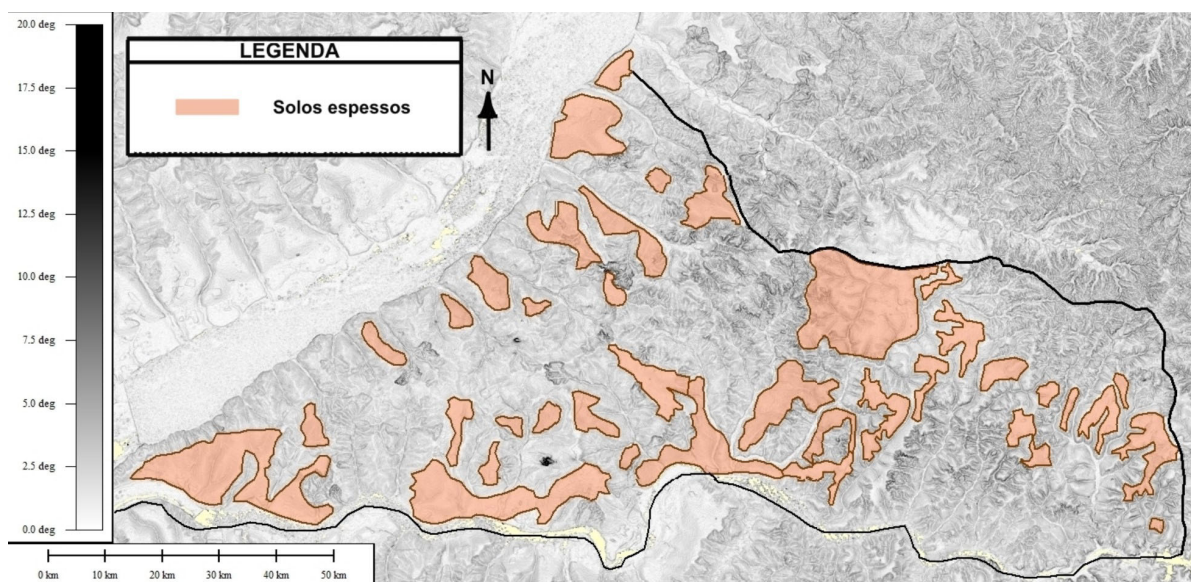 20.0 deg
17.5 deg
15.0 deg
12.5 deg
10.0 deg
7.5 deg
5.0 deg
2.5 deg
0.0 deg
LEGENDA
Solos espessos
N
0 km 10 km 20 km 30 km 40 km 50 km